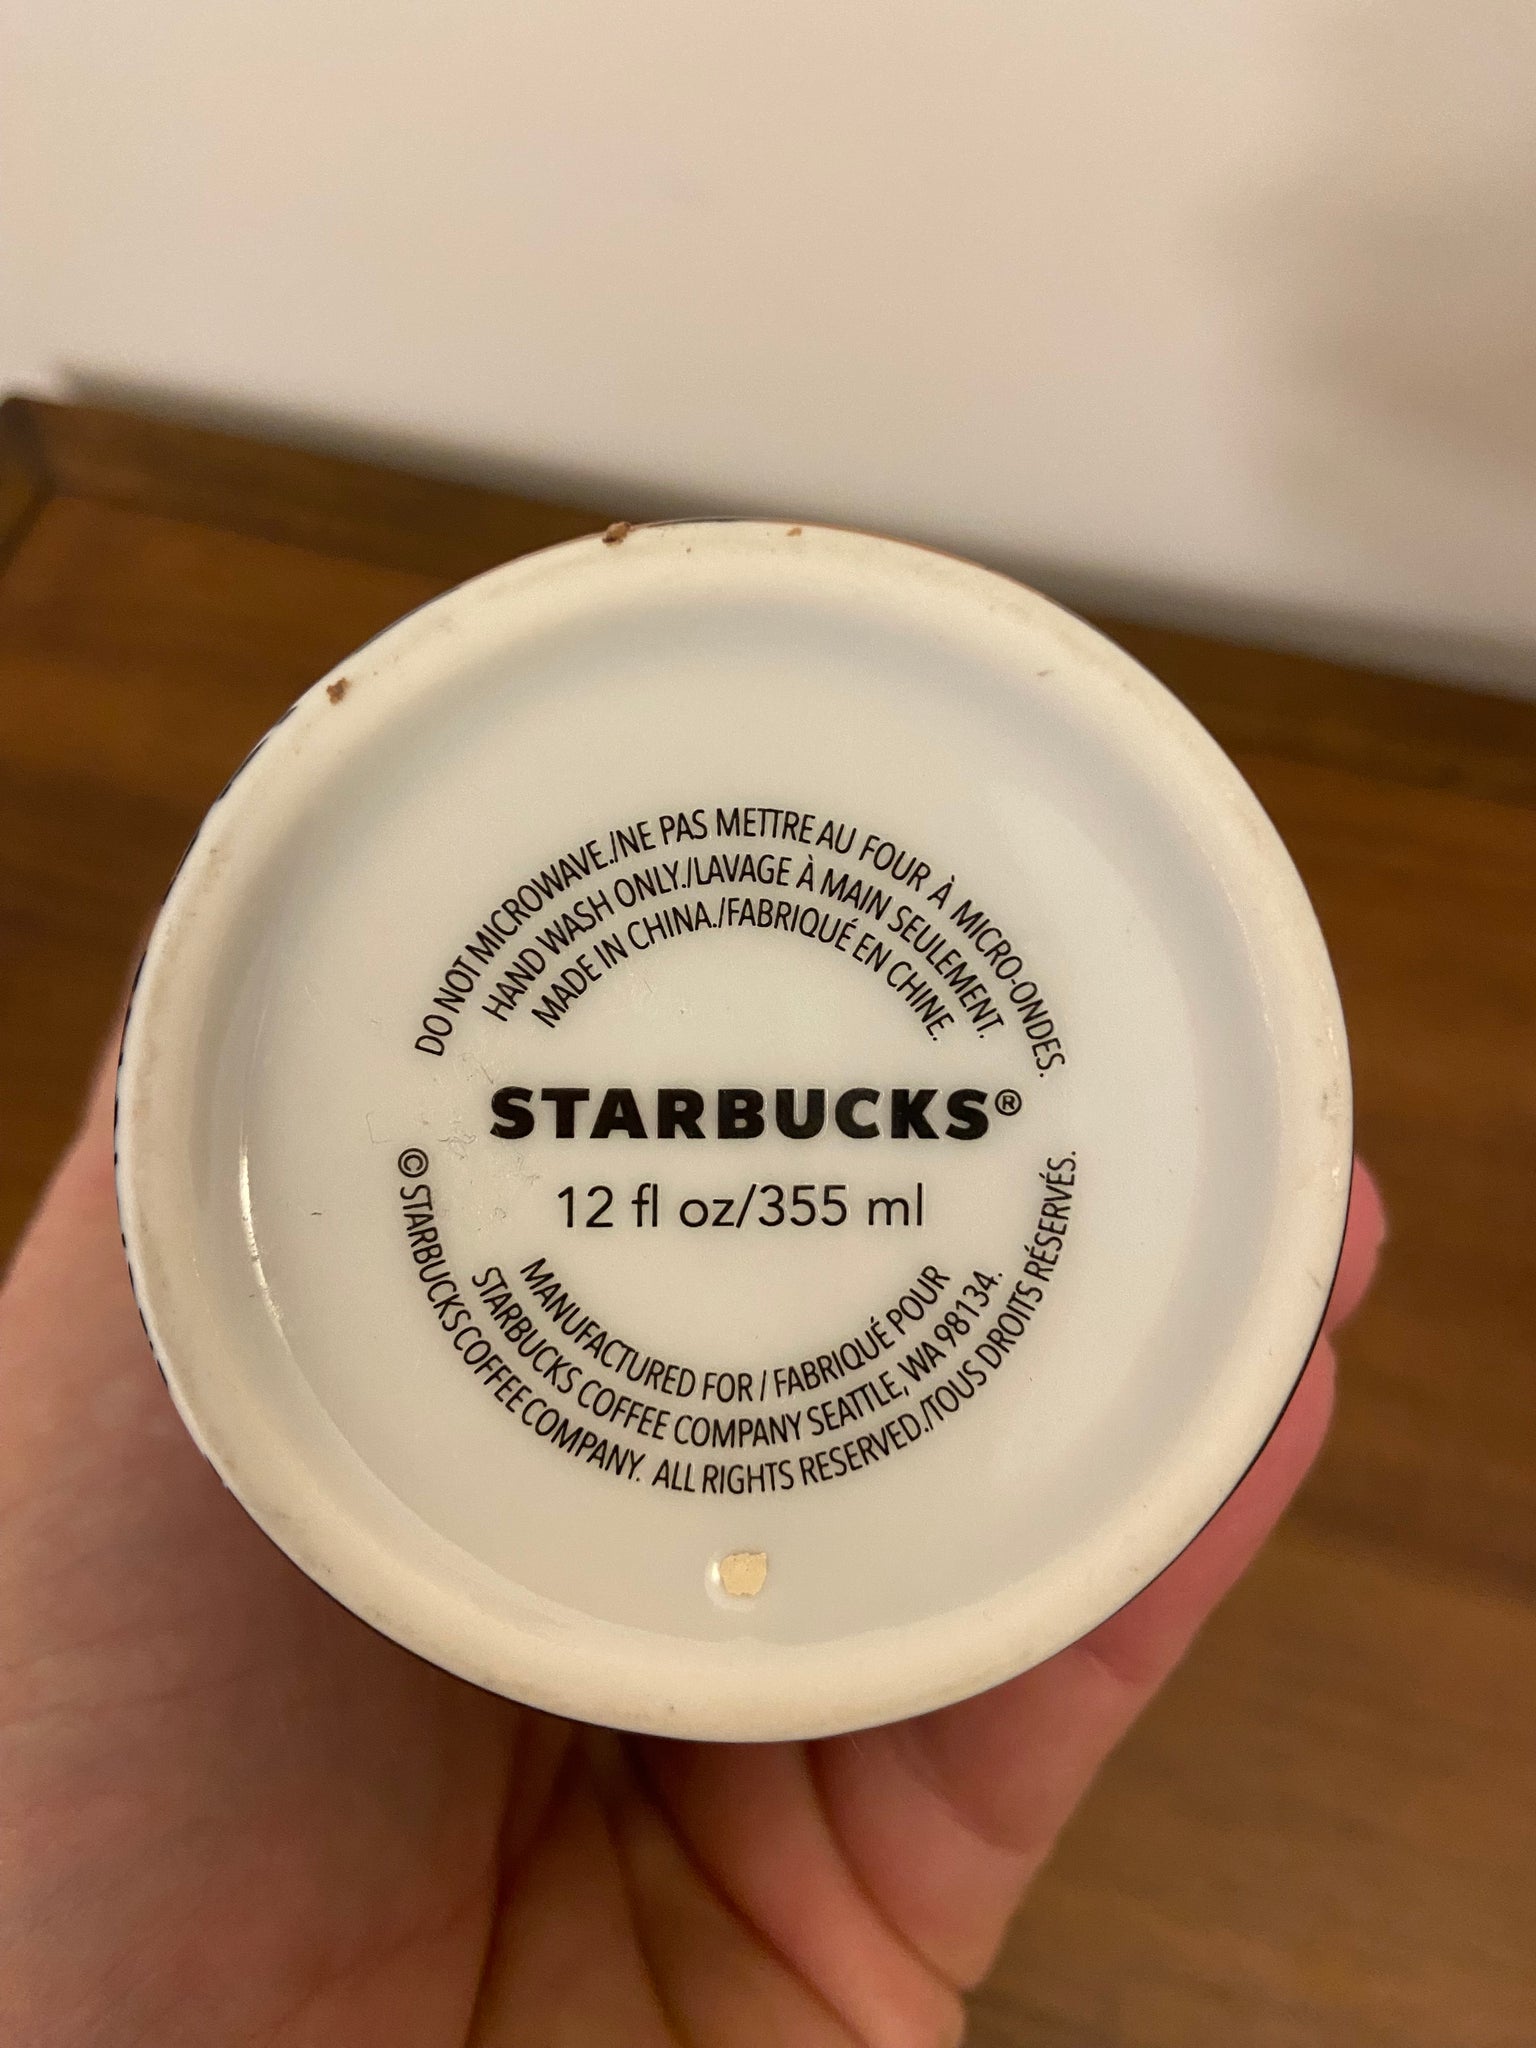 DO NOT MICROWAVE./NE PAS METTRE AU FOUR À MICRO-ONDES.
HAND WASH ONLY./LAVAGE À MAIN SEULEMENT.
MADE IN CHINA./FABRIQUÉ EN CHINE.
STARBUCKS®
12 fl oz/355 ml
MANUFACTURED FOR / FABRIQUÉ POUR
STARBUCKS COFFEE COMPANY SEATTLE, WA 98134.
© STARBUCKS COFFEE COMPANY. ALL RIGHTS RESERVED./TOUS DROITS RÉSERVÉS.